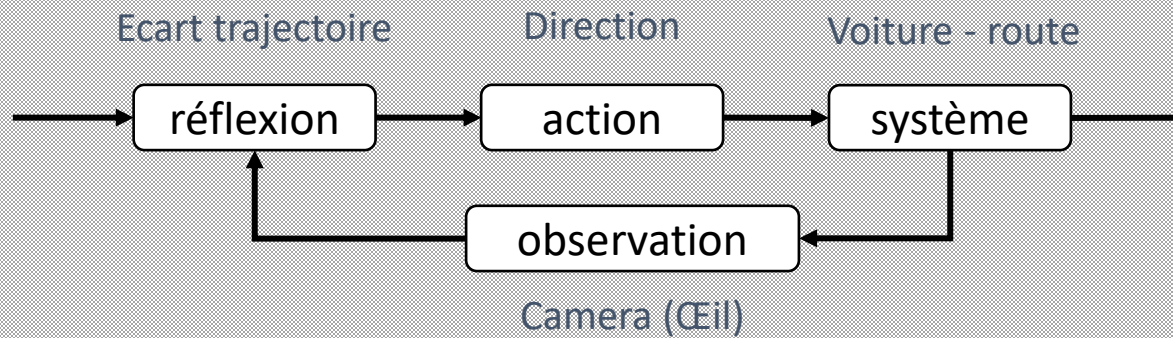 Ecart trajectoire
Direction
Voiture - route
réflexion
action
système
observation
Camera (Œil)